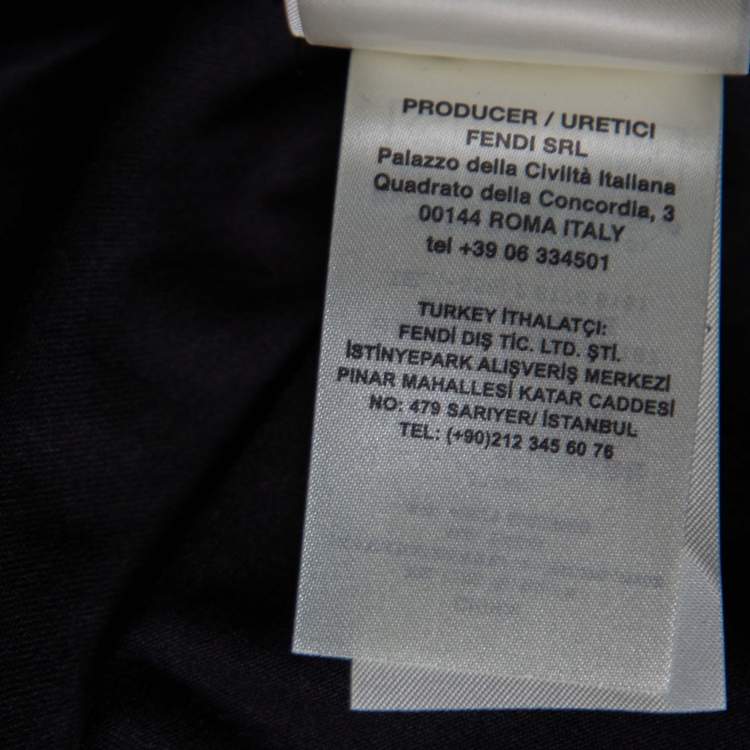 PRODUCER / URETICI
FENDI SRL
Palazzo della Civiltà Italiana
Quadrato della Concordia, 3
00144 ROMA ITALY
tel +39 06 334501
TURKEY İTHALATÇI:
FENDİ DIŞ TİC. LTD. ŞTİ.
İSTİNYEPARK ALIŞVERİŞ MERKEZİ
PINAR MAHALLESİ KATAR CADDESİ
NO: 479 SARIYER/ İSTANBUL
TEL: (+90)212 345 60 76